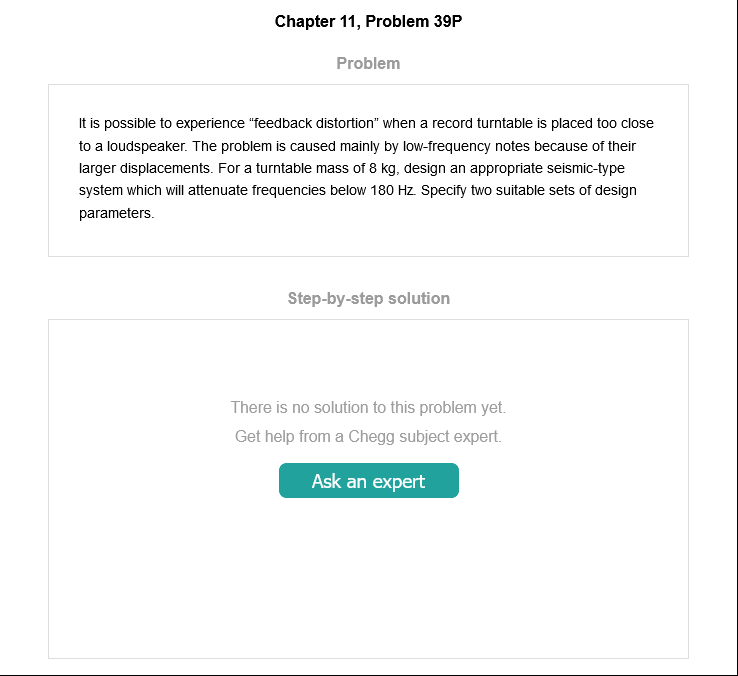 Chapter 11, Problem 39P
Problem
It is possible to experience “feedback distortion” when a record turntable is placed too close
to a loudspeaker. The problem is caused mainly by low-frequency notes because of their
larger displacements. For a turntable mass of 8 kg, design an appropriate seismic-type
system which will attenuate frequencies below 180 Hz. Specify two suitable sets of design
parameters.
Step-by-step solution
There is no solution to this problem yet.
Get help from a Chegg subject expert.
Ask an expert